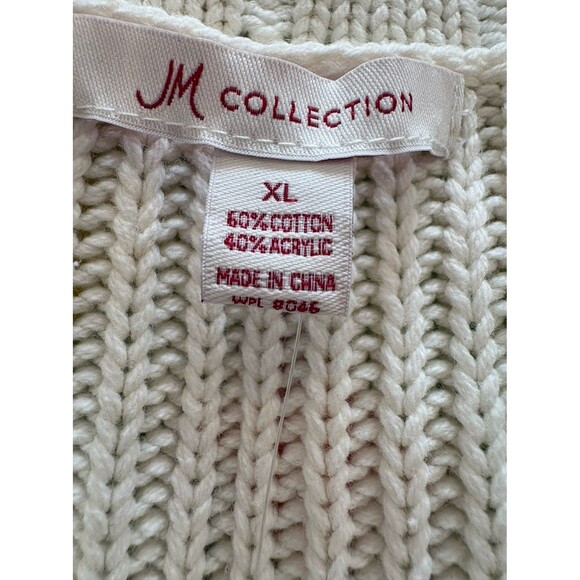 JM COLLECTION
XL
60% COTTON
40% ACRYLIC
MADE IN CHINA
WPL 8046